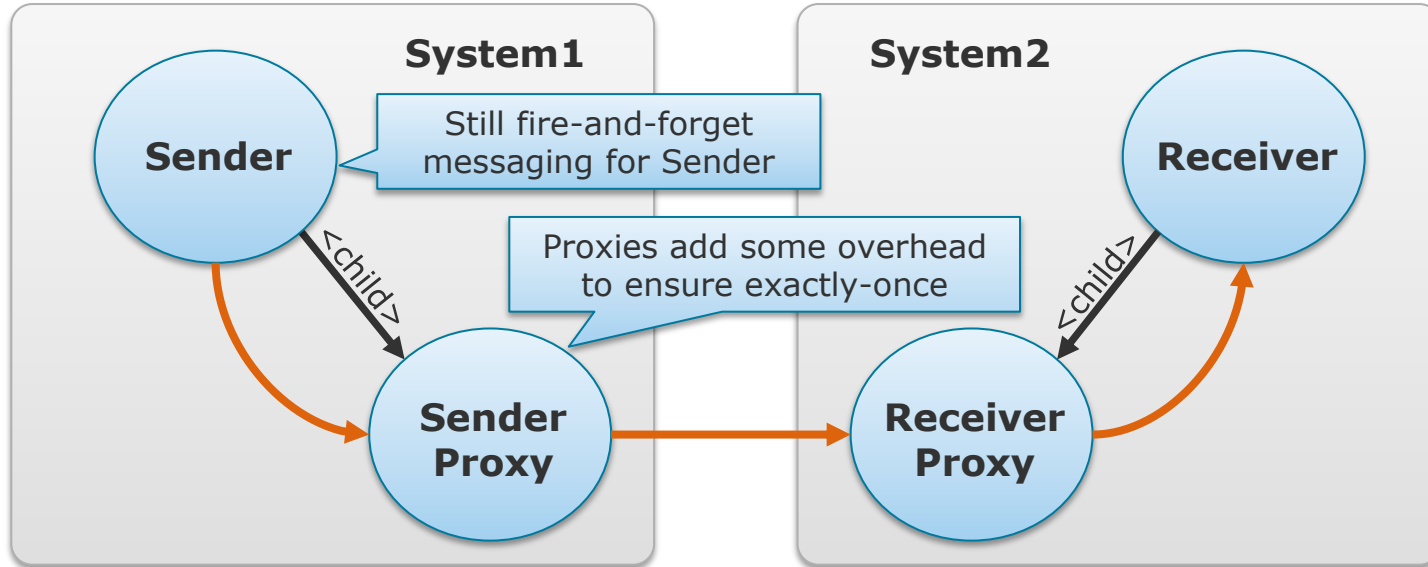 System1
System2
Still fire-and-forget
messaging for Sender
Sender
Receiver
Proxies add some overhead
to ensure exactly-once
<child>
<child>
Sender
Proxy
Receiver
Proxy